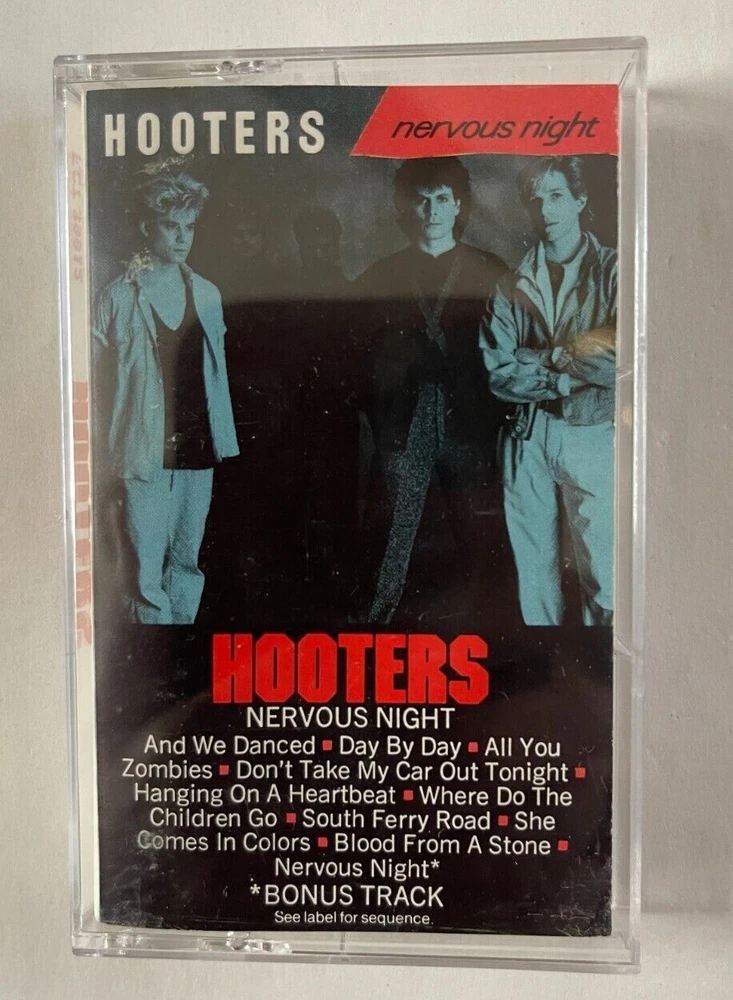 HOOTERS
nervous night
HOOTERS
NERVOUS NIGHT
And We Danced ▪ Day By Day ▪ All You
Zombies ▪ Don't Take My Car Out Tonight ▪
Hanging On A Heartbeat ▪ Where Do The
Children Go ▪ South Ferry Road ▪ She
Comes In Colors ▪ Blood From A Stone ▪
Nervous Night*
*BONUS TRACK
See label for sequence.